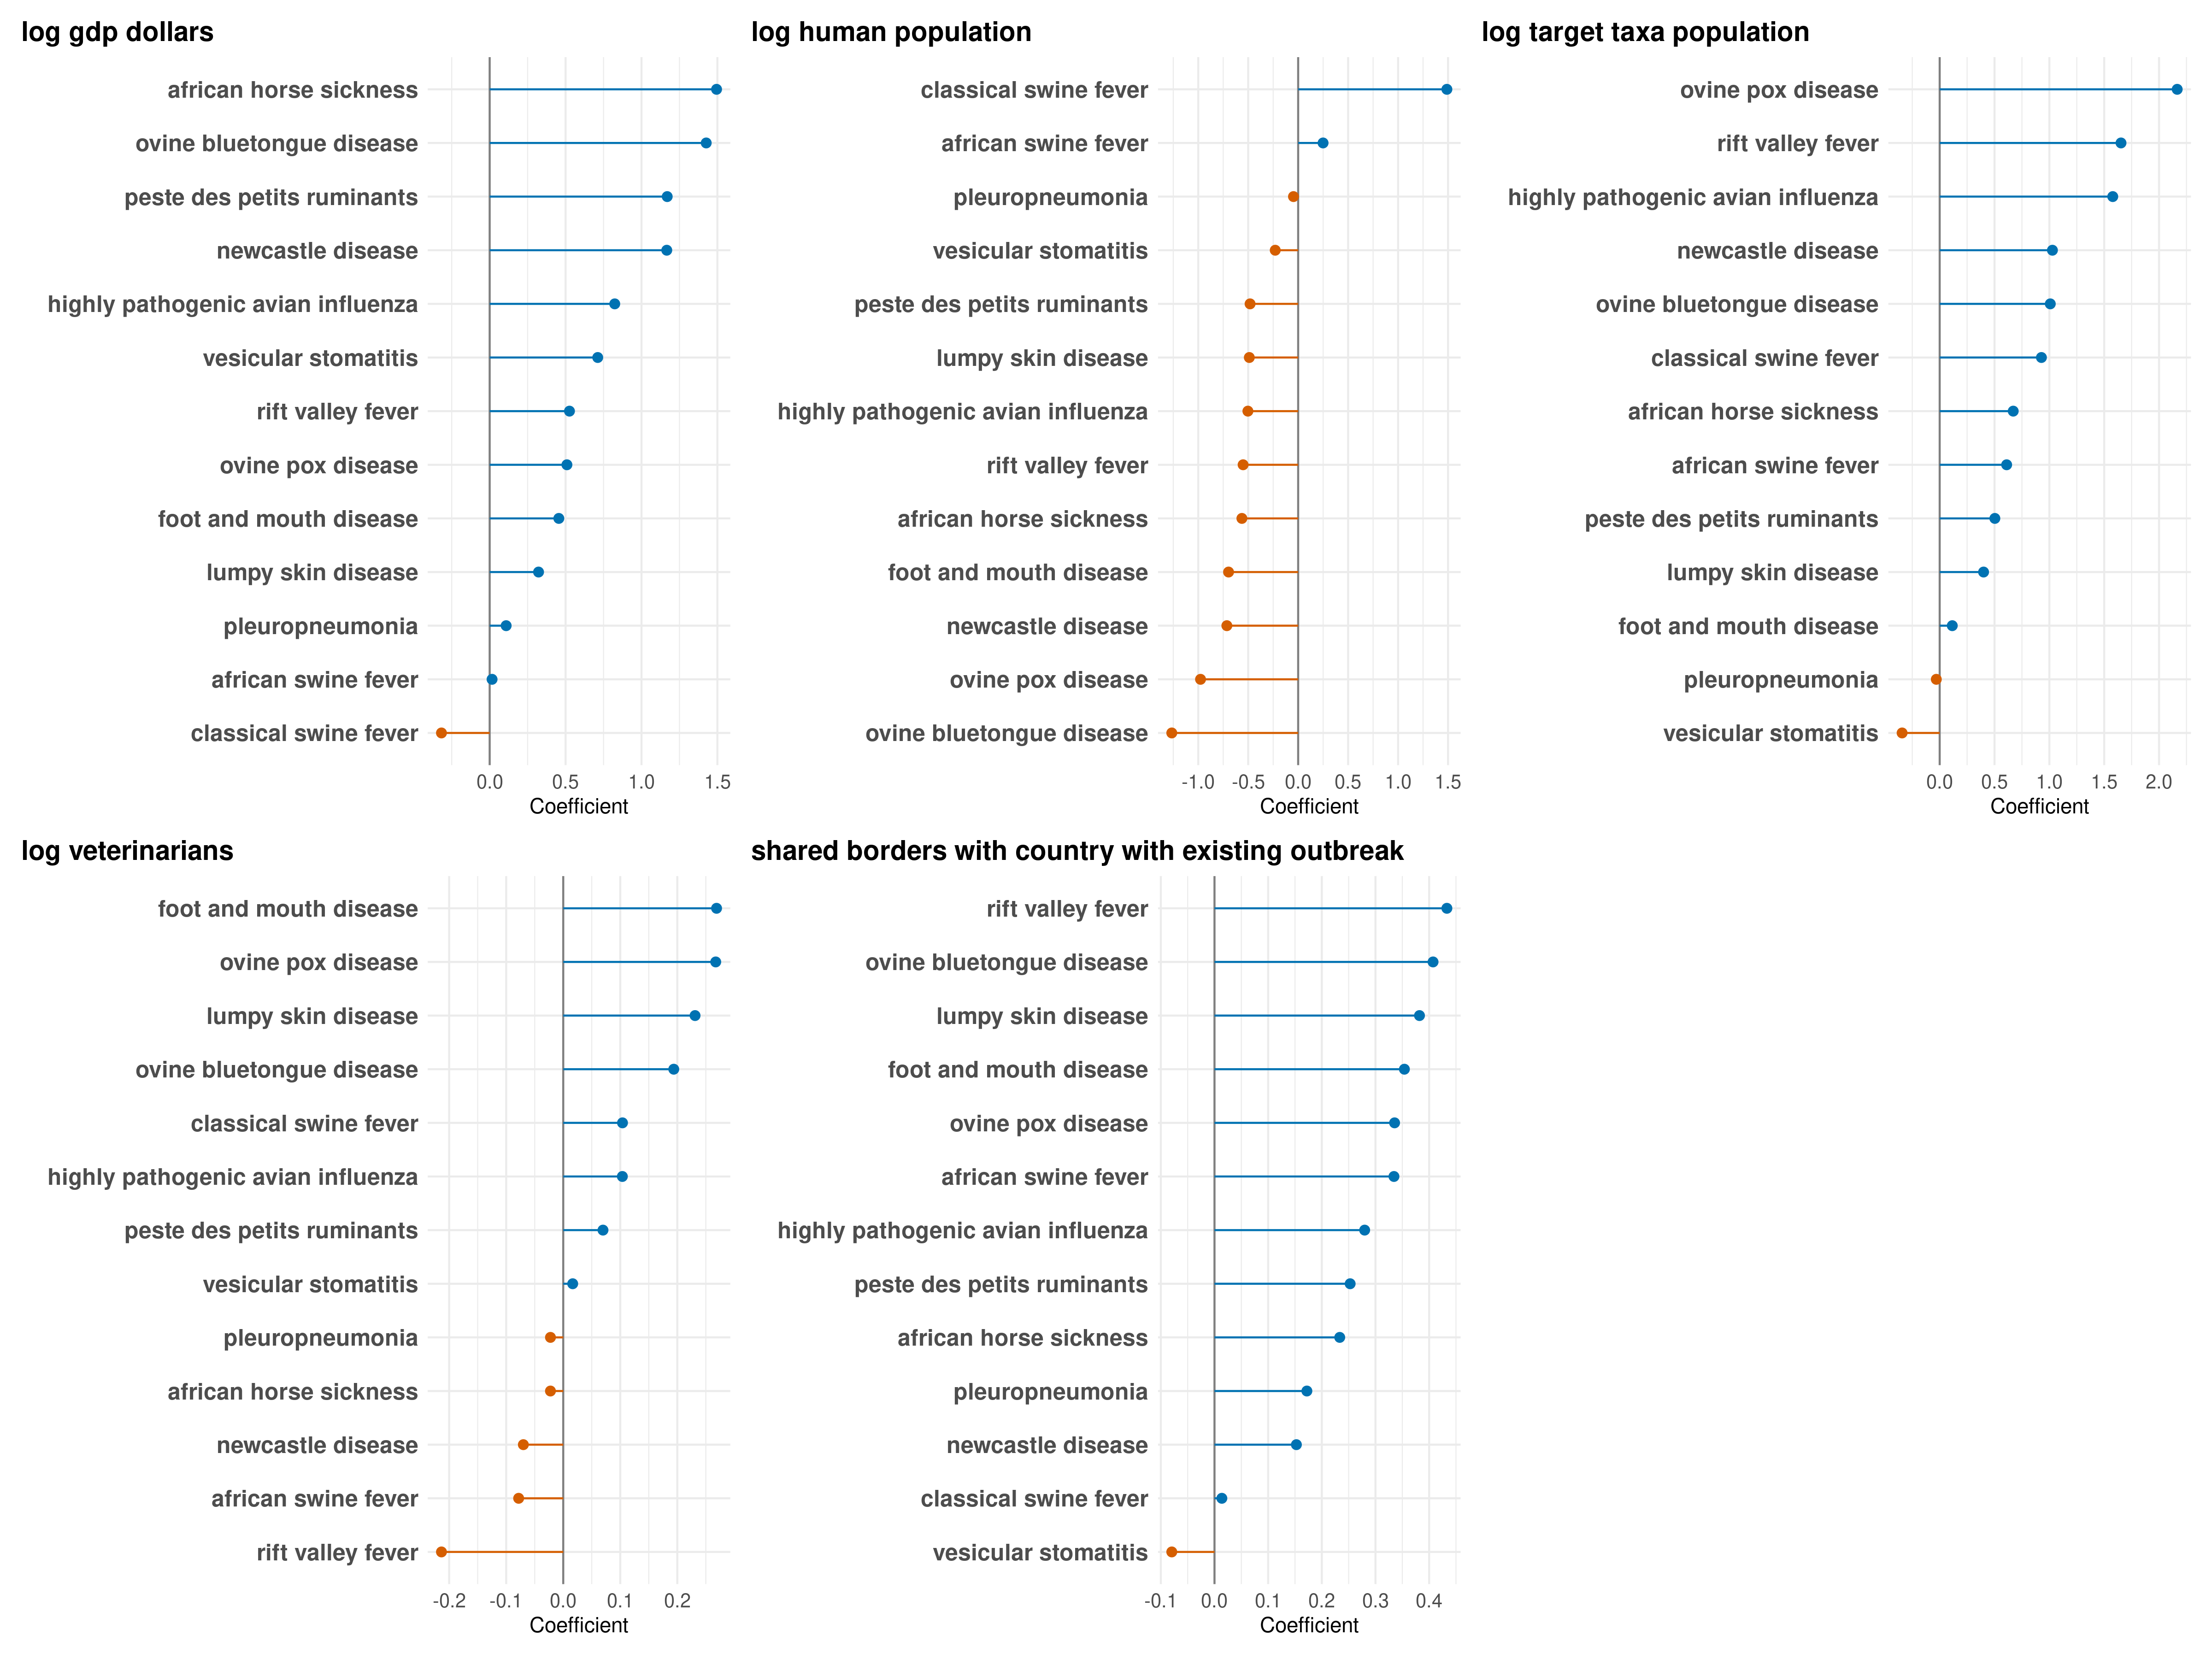 log gdp dollars
african horse sickness
ovine bluetongue disease
peste des petits ruminants
newcastle disease
highly pathogenic avian influenza
vesicular stomatitis
rift valley fever
ovine pox disease
foot and mouth disease
lumpy skin disease
pleuropneumonia
african swine fever
classical swine fever
0.0 0.5 1.0 1.5
Coefficient
log human population
classical swine fever
african swine fever
pleuropneumonia
vesicular stomatitis
peste des petits ruminants
lumpy skin disease
highly pathogenic avian influenza
rift valley fever
african horse sickness
foot and mouth disease
newcastle disease
ovine pox disease
ovine bluetongue disease
-1.0 -0.5 0.0 0.5 1.0 1.5
Coefficient
log target taxa population
ovine pox disease
rift valley fever
highly pathogenic avian influenza
newcastle disease
ovine bluetongue disease
classical swine fever
african horse sickness
african swine fever
peste des petits ruminants
lumpy skin disease
foot and mouth disease
pleuropneumonia
vesicular stomatitis
0.0 0.5 1.0 1.5 2.0
Coefficient
log veterinarians
foot and mouth disease
ovine pox disease
lumpy skin disease
ovine bluetongue disease
classical swine fever
highly pathogenic avian influenza
peste des petits ruminants
vesicular stomatitis
pleuropneumonia
african horse sickness
newcastle disease
african swine fever
rift valley fever
-0.2 -0.1 0.0 0.1 0.2
Coefficient
shared borders with country with existing outbreak
rift valley fever
ovine bluetongue disease
lumpy skin disease
foot and mouth disease
ovine pox disease
african swine fever
highly pathogenic avian influenza
peste des petits ruminants
african horse sickness
pleuropneumonia
newcastle disease
classical swine fever
vesicular stomatitis
-0.1 0.0 0.1 0.2 0.3 0.4
Coefficient